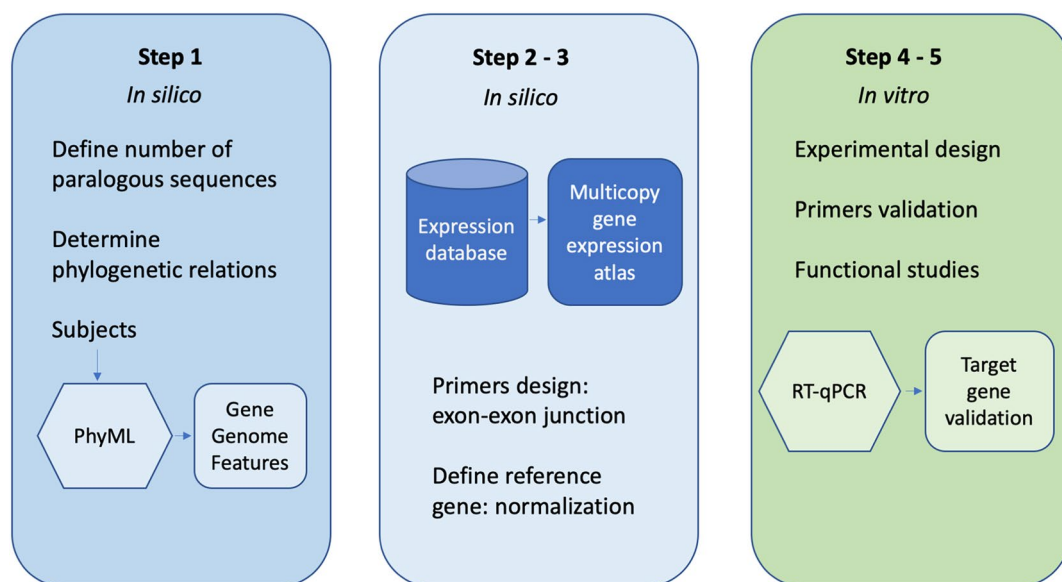 Step 1
In silico
Define number of
paralogous sequences
Determine
phylogenetic relations
Subjects
PhyML
Gene
Genome
Features
Step 2 - 3
In silico
Expression
database
Multicopy
gene
expression
atlas
Primers design:
exon-exon junction
Define reference
gene: normalization
Step 4 - 5
In vitro
Experimental design
Primers validation
Functional studies
RT-qPCR
Target
gene
validation